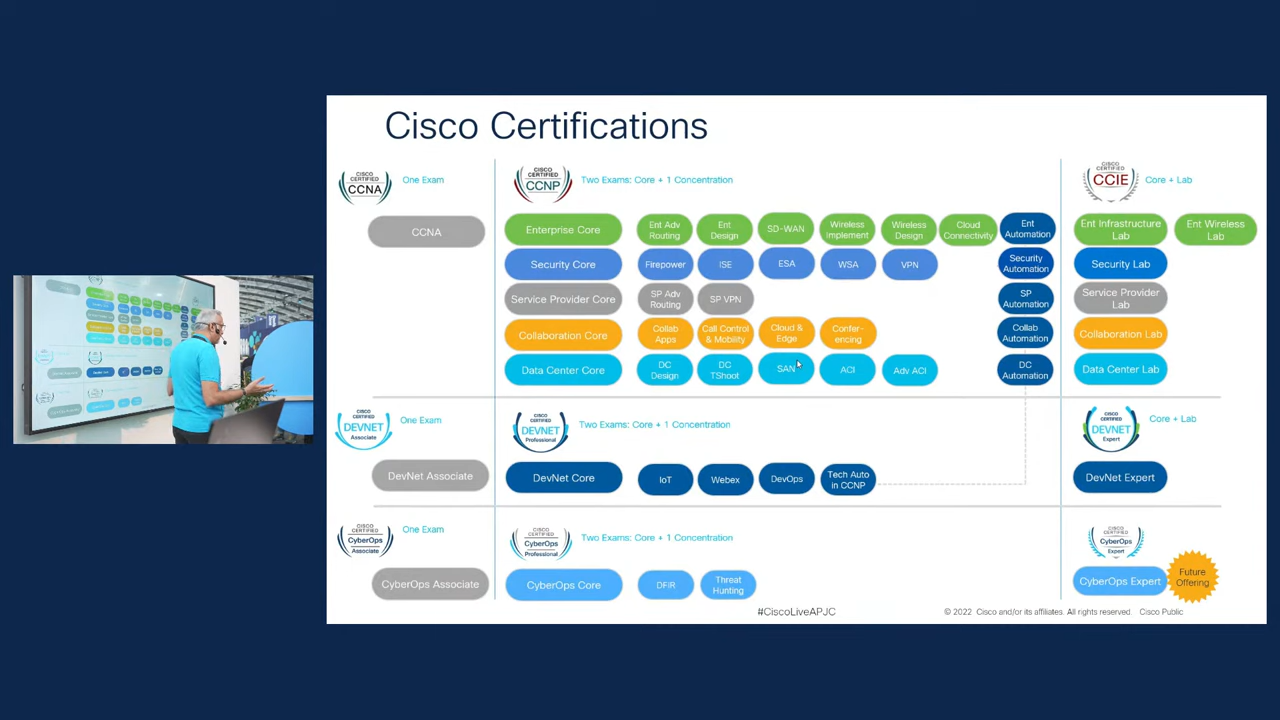 Cisco Certifications
CISCO
CERTIFIED
CCNA
One Exam
CISCO
CERTIFIED
CCNP
Two Exams: Core + 1 Concentration
CISCO
CERTIFIED
CCIE
Core + Lab
CCNA
Enterprise Core
Ent Adv
Routing
Ent
Design
SD-WAN
Wireless
Implement
Wireless
Design
Cloud
Connectivity
Ent
Automation
Ent Infrastructure
Lab
Ent Wireless
Lab
Security Core
Firepower
ISE
ESA
WSA
VPN
Security
Automation
Security Lab
Service Provider Core
SP Adv
Routing
SP VPN
SP
Automation
Service Provider
Lab
Collaboration Core
Collab
Apps
Call Control
& Mobility
Cloud &
Edge
Confer-
encing
Collab
Automation
Collaboration Lab
Data Center Core
DC
Design
DC
TShoot
SAN
ACI
Adv ACI
DC
Automation
Data Center Lab
CISCO
CERTIFIED
DEVNET
Associate
One Exam
CISCO
CERTIFIED
DEVNET
Professional
Two Exams: Core + 1 Concentration
CISCO
CERTIFIED
DEVNET
Expert
Core + Lab
DevNet Associate
DevNet Core
IoT
Webex
DevOps
Tech Auto
in CCNP
DevNet Expert
CISCO
CERTIFIED
CyberOps
Associate
One Exam
CISCO
CERTIFIED
CyberOps
Professional
Two Exams: Core + 1 Concentration
CISCO
CERTIFIED
CyberOps
Expert
CyberOps Associate
CyberOps Core
DFIR
Threat
Hunting
CyberOps Expert
Future
Offering
#CiscoLiveAPJC
© 2022 Cisco and/or its affiliates. All rights reserved. Cisco Public